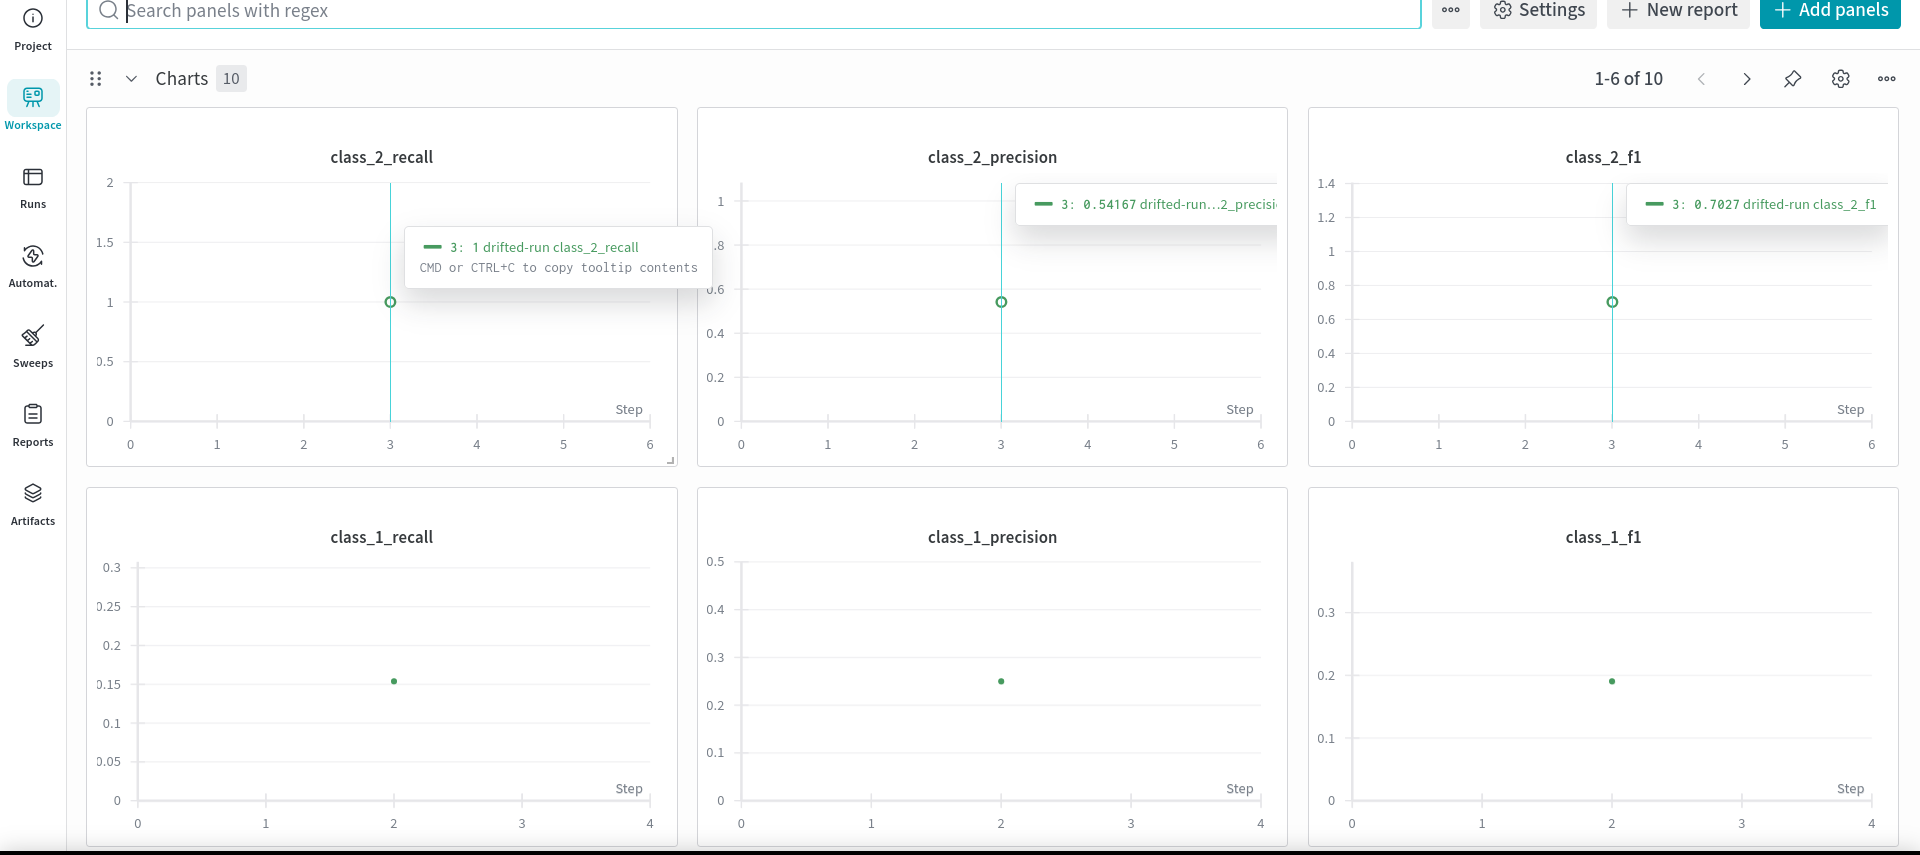 Search panels with regex
Settings
New report
Add panels
Project
Workspace
Runs
Automat.
Sweeps
Reports
Artifacts
Charts 10
1-6 of 10
class_2_recall
2
1.5
1
0.5
0
3: 1 drifted-run class_2_recall
CMD or CTRL+C to copy tooltip contents
Step
0 1 2 3 4 5 6
class_2_precision
1
.8
0.6
0.4
0.2
0
3: 0.54167 drifted-run...2_precisi
Step
0 1 2 3 4 5 6
class_2_f1
1.4
1.2
1
0.8
0.6
0.4
0.2
0
3: 0.7027 drifted-run class_2_f1
Step
0 1 2 3 4 5 6
class_1_recall
0.3
0.25
0.2
0.15
0.1
0.05
0
Step
0 1 2 3 4
class_1_precision
0.5
0.4
0.3
0.2
0.1
0
Step
0 1 2 3 4
class_1_f1
0.3
0.2
0.1
0
Step
0 1 2 3 4